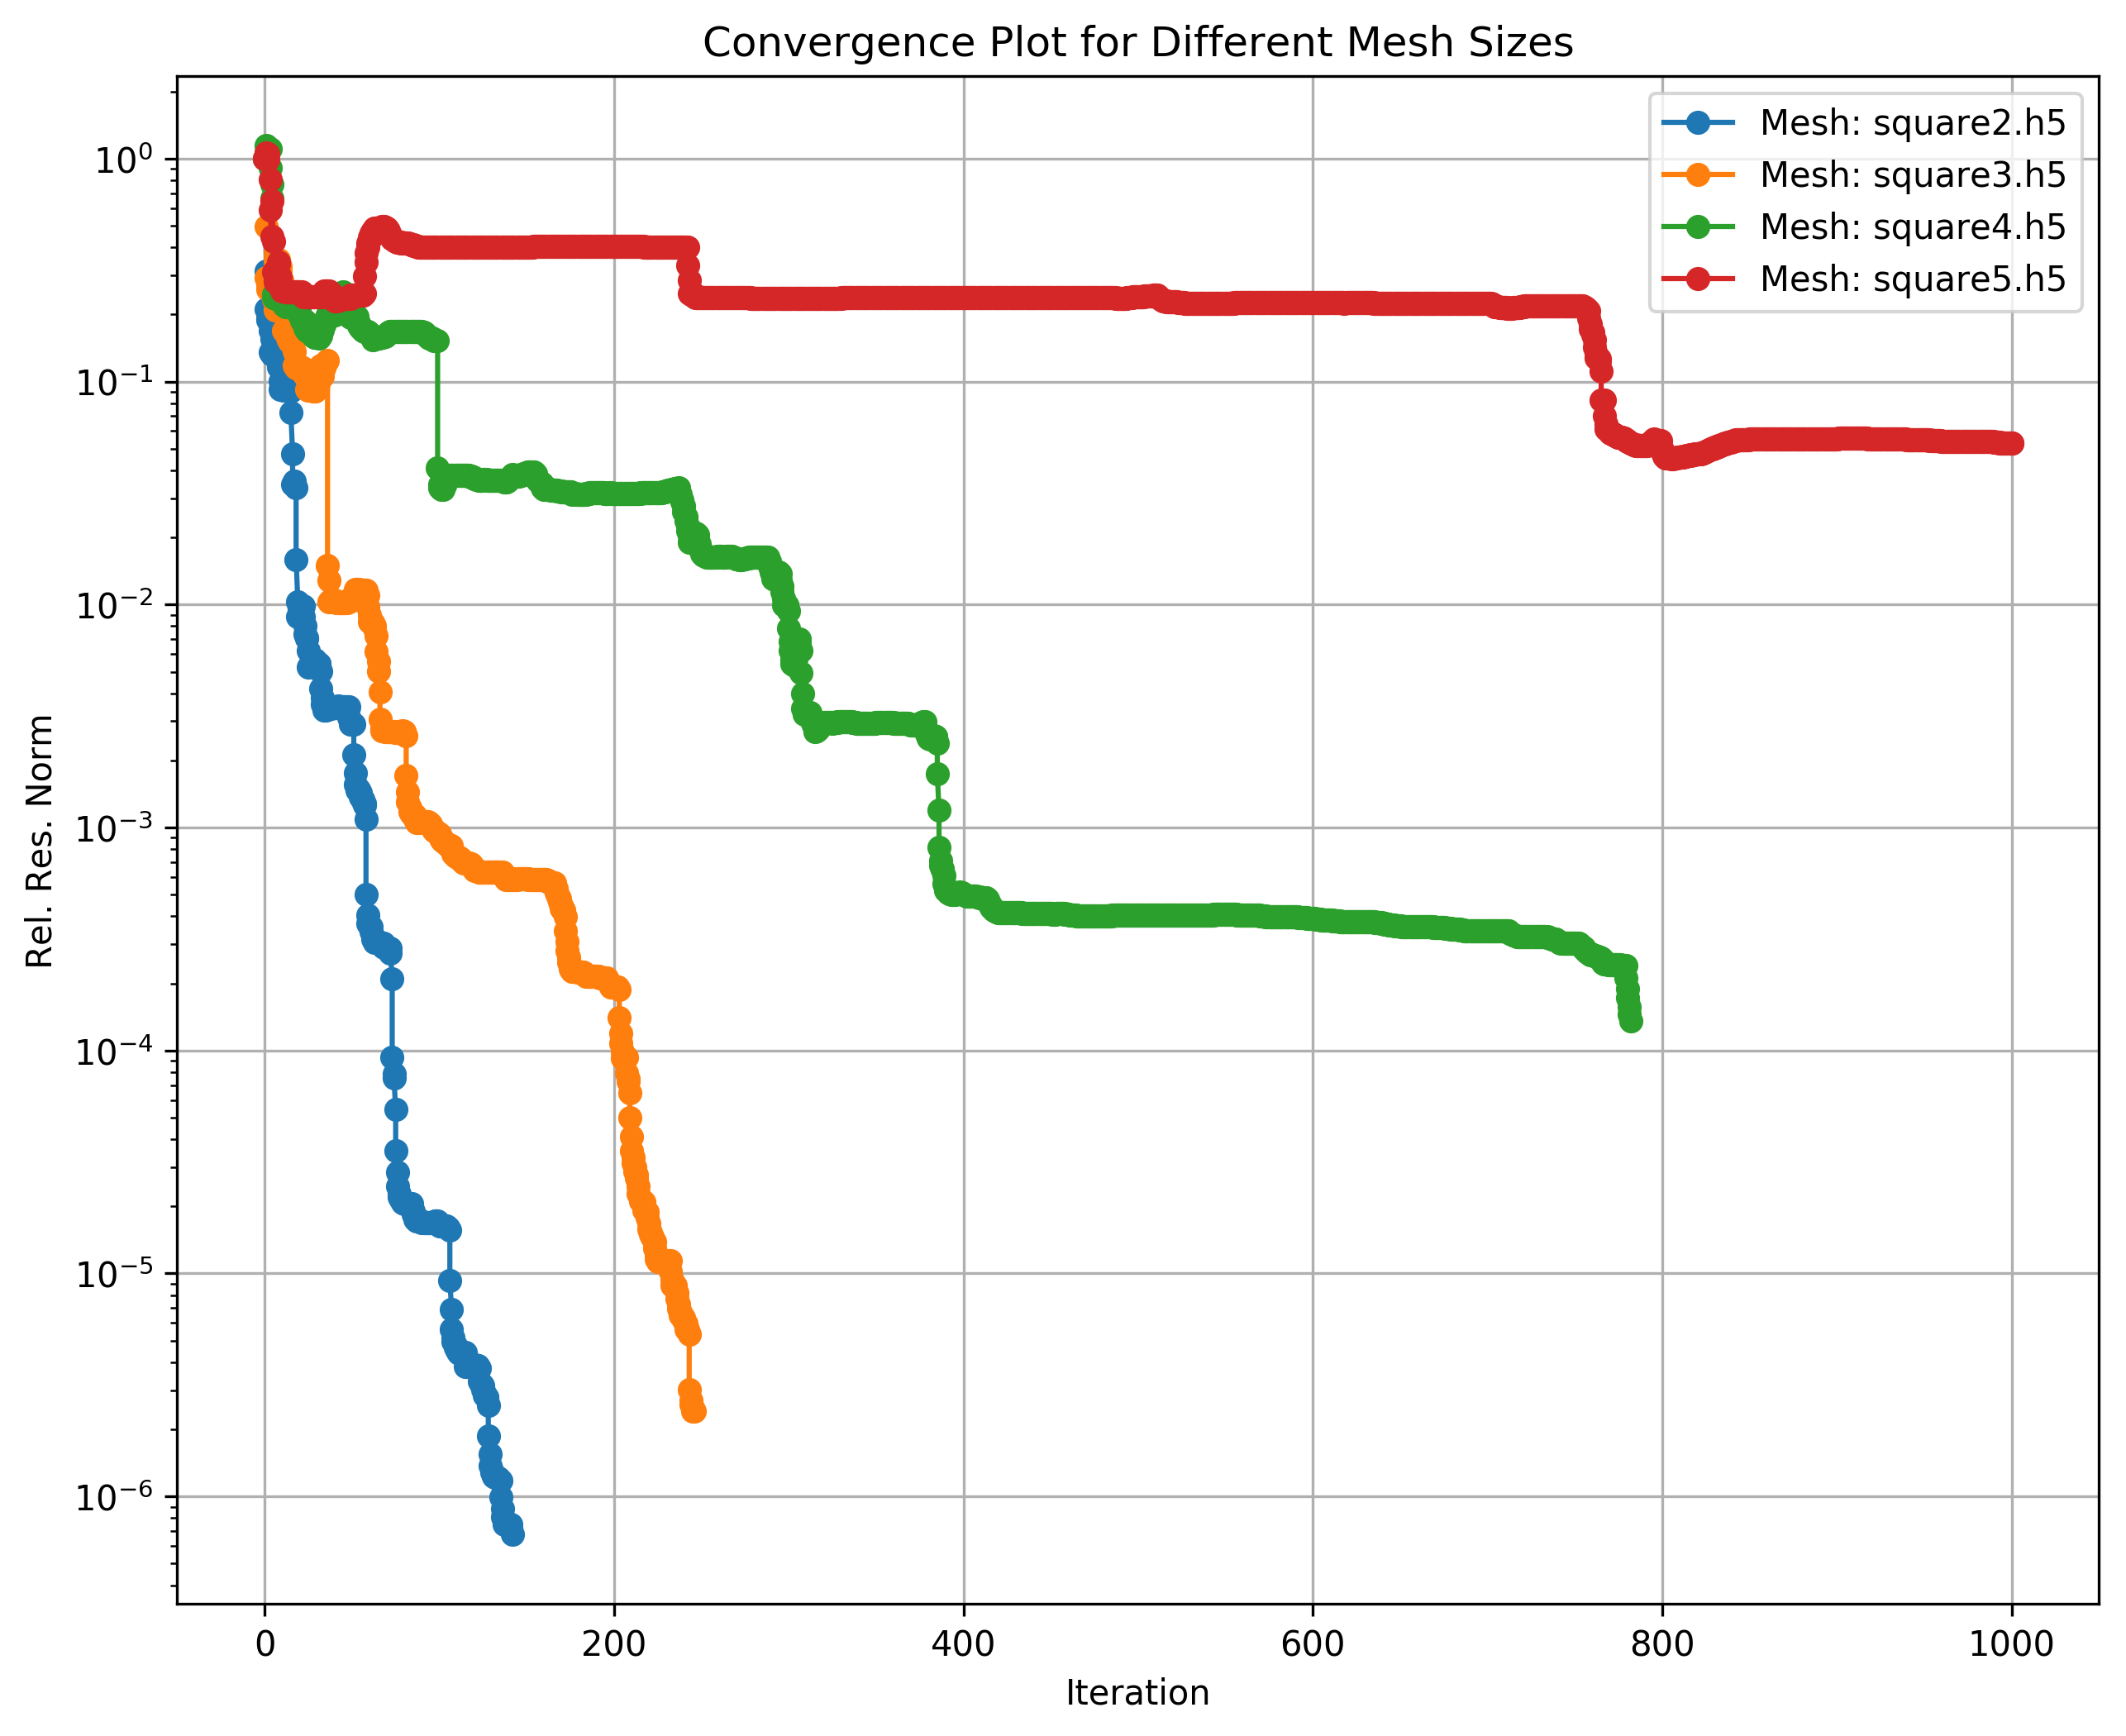 Convergence Plot for Different Mesh Sizes
Mesh: square2.h5
Mesh: square3.h5
Mesh: square4.h5
Mesh: square5.h5
Rel. Res. Norm
10⁰
10⁻¹
10⁻²
10⁻³
10⁻⁴
10⁻⁵
10⁻⁶
0 200 400 600 800 1000
Iteration